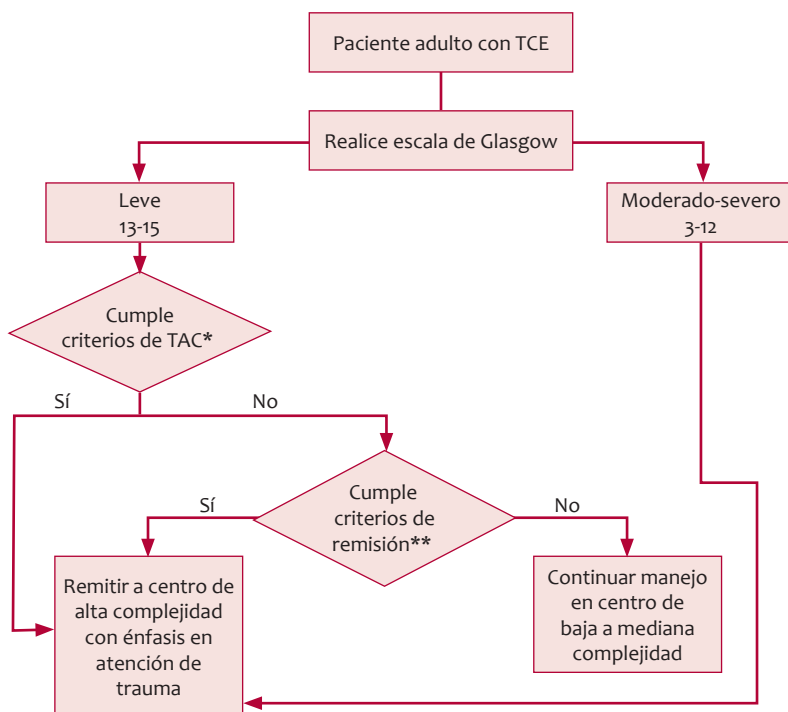 Paciente adulto con TCE
Realice escala de Glasgow
Leve
13-15
Moderado-severo
3-12
Cumple
criterios de TAC*
Sí
No
Cumple
criterios de
remisión**
Sí
No
Remitir a centro de
alta complejidad
con énfasis en
atención de
trauma
Continuar manejo
en centro de
baja a mediana
complejidad